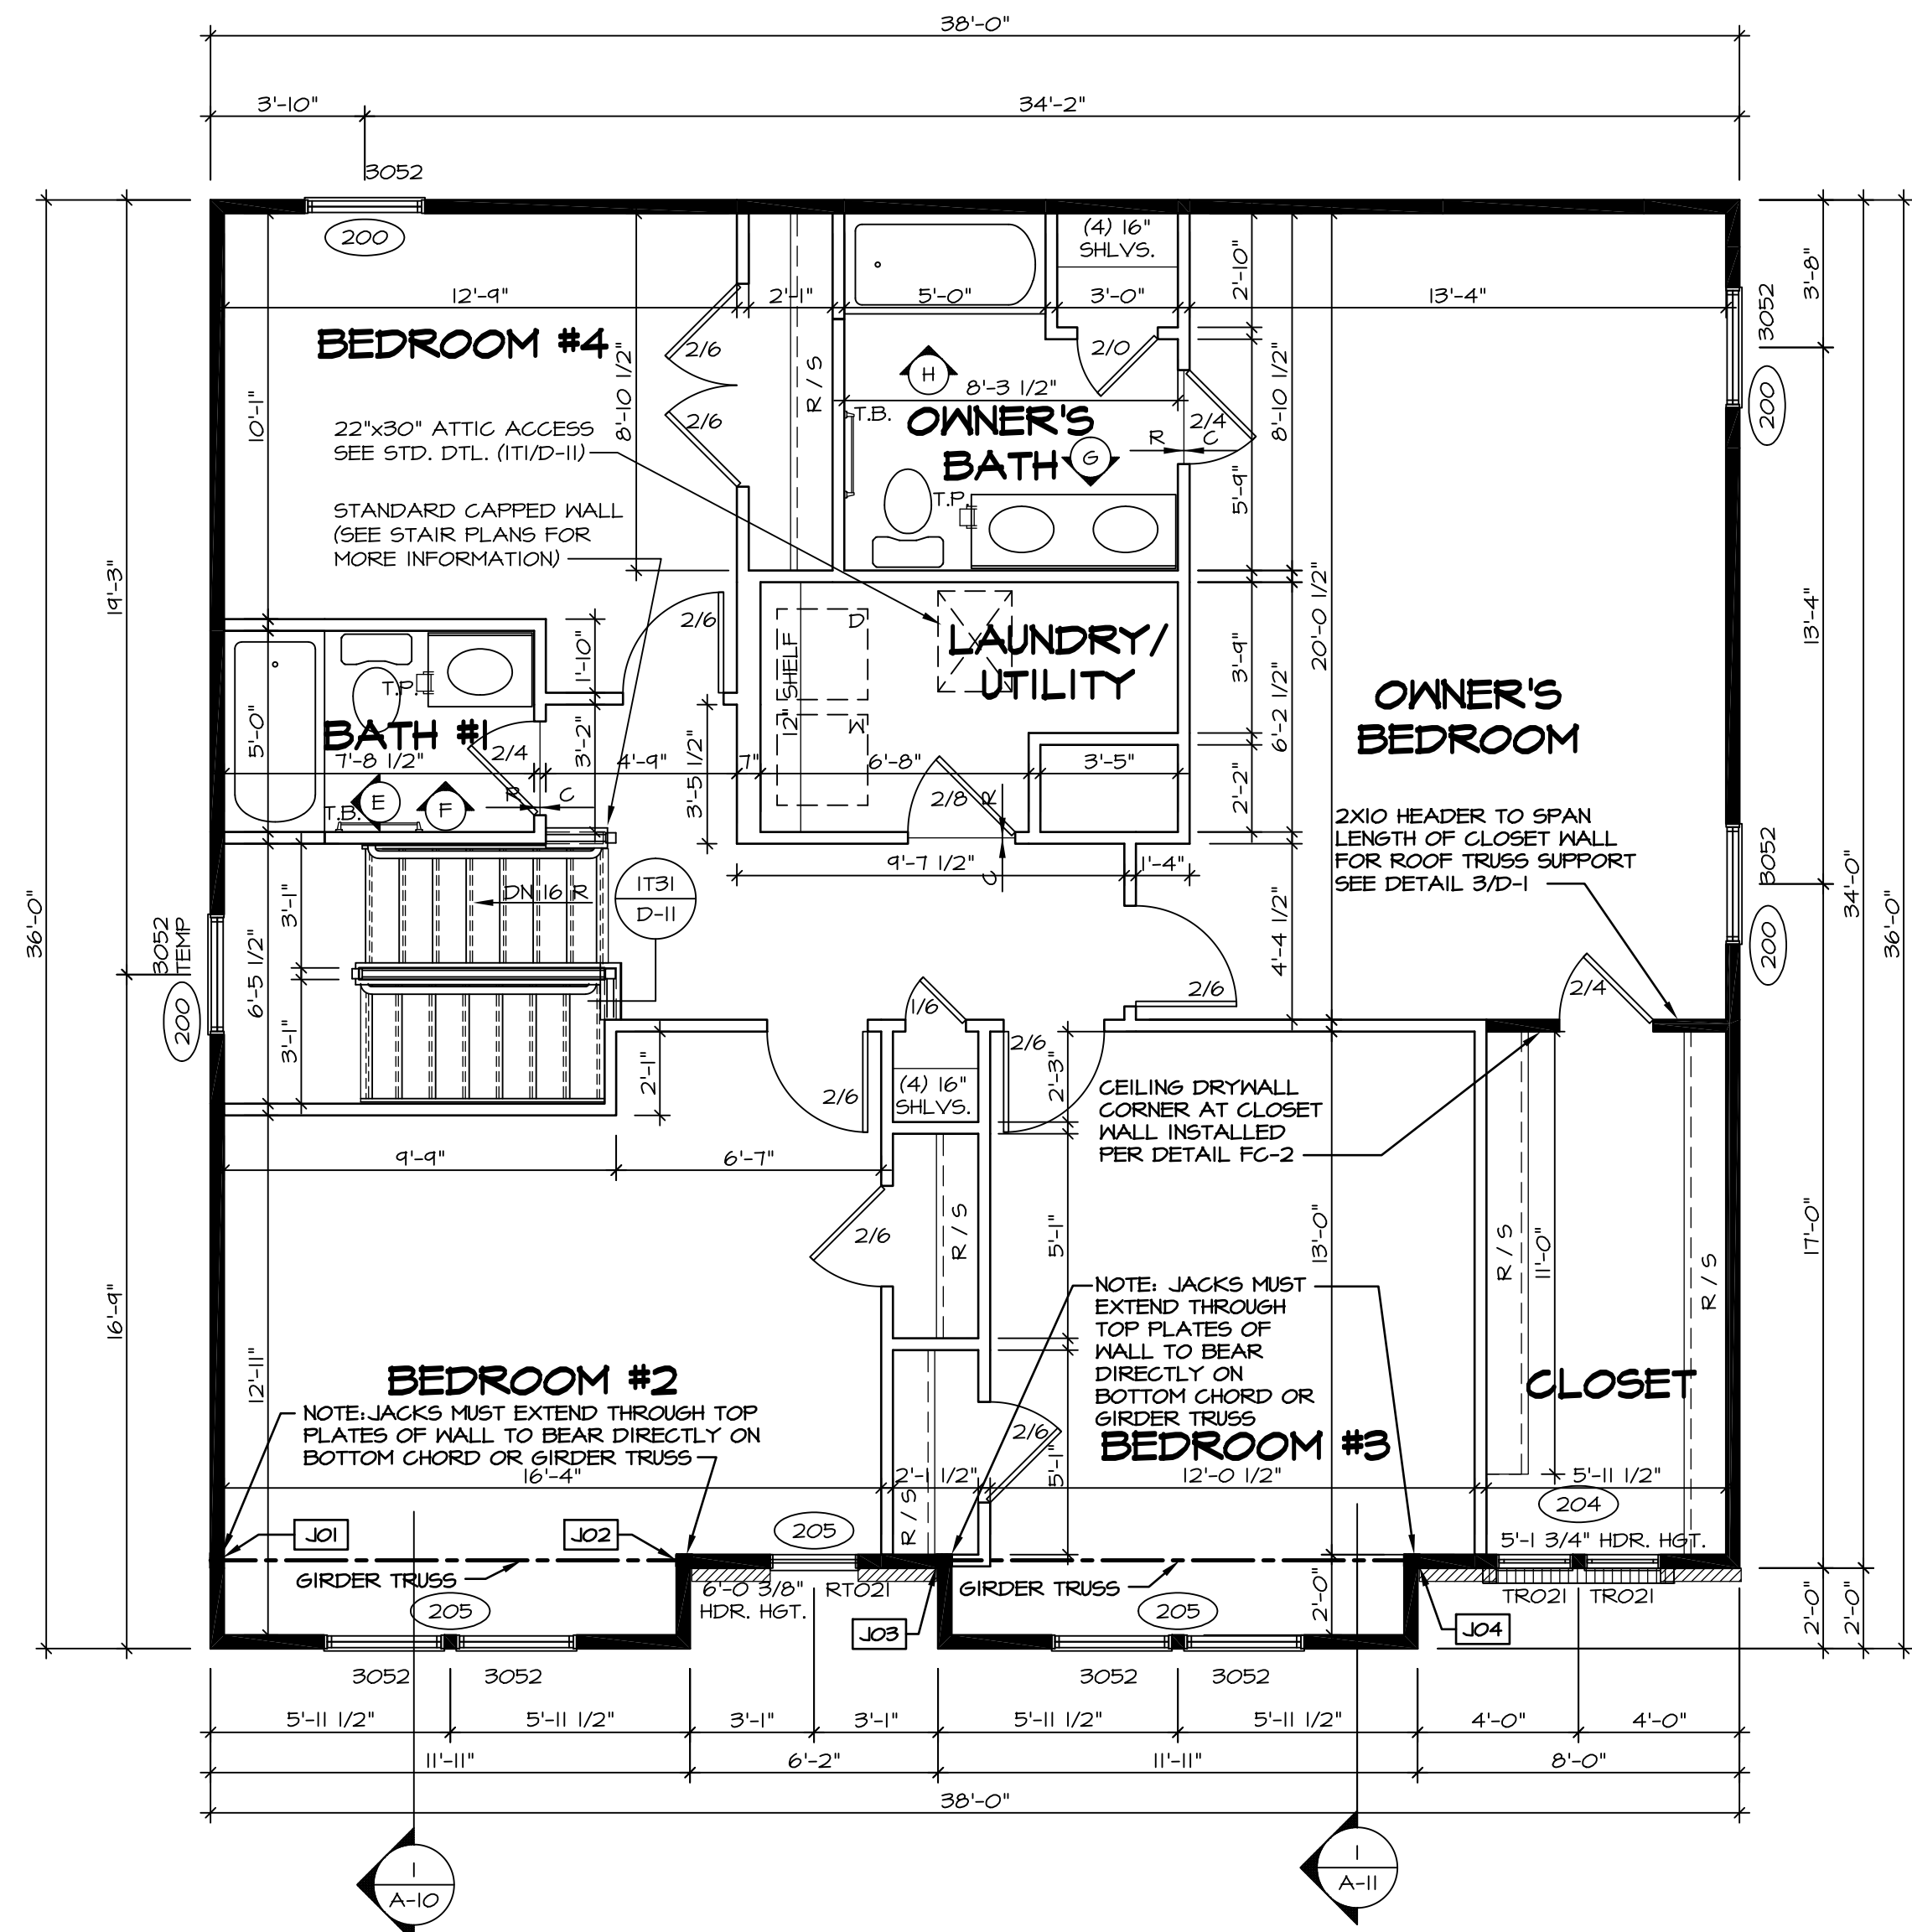 38'-0"
3'-10"
34'-2"
3052
200
(4) 16"
SHLVS.
12'-9"
2'-1"
5'-0"
3'-0"
13'-4"
2'-10"
3'-8"
3052
200
BEDROOM #4
2/6
2/6
R / S
2/0
H
8'-3 1/2"
T.B.
OWNER'S
BATH
G
2/4
R
C
T.P.
8'-10 1/2"
8'-10 1/2"
5'-9"
10'-1"
22"x30" ATTIC ACCESS
SEE STD. DTL. (1T1/D-11)
STANDARD CAPPED WALL
(SEE STAIR PLANS FOR
MORE INFORMATION)
19'-3"
36'-0"
13'-4"
34'-0"
36'-0"
20'-0 1/2"
2/6
1'-10"
12" SHELF
D
W
LAUNDRY/
UTILITY
3'-9"
6'-2 1/2"
OWNER'S
BEDROOM
T.P.
BATH #1
5'-0"
7'-8 1/2"
2/4
3'-2"
4'-9"
3'-5 1/2"
7"
6'-8"
3'-5"
2'-2"
T.B.
E
F
R
C
2/8
R
C
9'-7 1/2"
1'-4"
2X10 HEADER TO SPAN
LENGTH OF CLOSET WALL
FOR ROOF TRUSS SUPPORT
SEE DETAIL 3/D-1
3052
200
3052
TEMP
200
6'-5 1/2"
3'-1"
3'-1"
DN 16 R
1T31
D-11
4'-4 1/2"
2/6
2/4
1/6
2/6
2/6
2'-1"
(4) 16"
SHLVS.
2'-3"
CEILING DRYWALL
CORNER AT CLOSET
WALL INSTALLED
PER DETAIL FC-2
9'-9"
6'-7"
2/6
R / S
5'-1"
13'-0"
R / S
11'-0"
R / S
17'-0"
16'-9"
12'-11"
NOTE: JACKS MUST
EXTEND THROUGH
TOP PLATES OF
WALL TO BEAR
DIRECTLY ON
BOTTOM CHORD OR
GIRDER TRUSS
BEDROOM #3
CLOSET
BEDROOM #2
NOTE: JACKS MUST EXTEND THROUGH TOP
PLATES OF WALL TO BEAR DIRECTLY ON
BOTTOM CHORD OR GIRDER TRUSS
2/6
5'-1"
16'-4"
2'-1 1/2"
12'-0 1/2"
5'-11 1/2"
R / S
204
5'-1 3/4" HDR. HGT.
J01
J02
205
GIRDER TRUSS
205
6'-0 3/8"
HDR. HGT.
RT021
J03
GIRDER TRUSS
205
2'-0"
J04
TR021
TR021
2'-0"
2'-0"
3052
3052
3052
3052
5'-11 1/2"
5'-11 1/2"
3'-1"
3'-1"
5'-11 1/2"
5'-11 1/2"
4'-0"
4'-0"
11'-11"
6'-2"
11'-11"
8'-0"
38'-0"
1
A-10
1
A-11